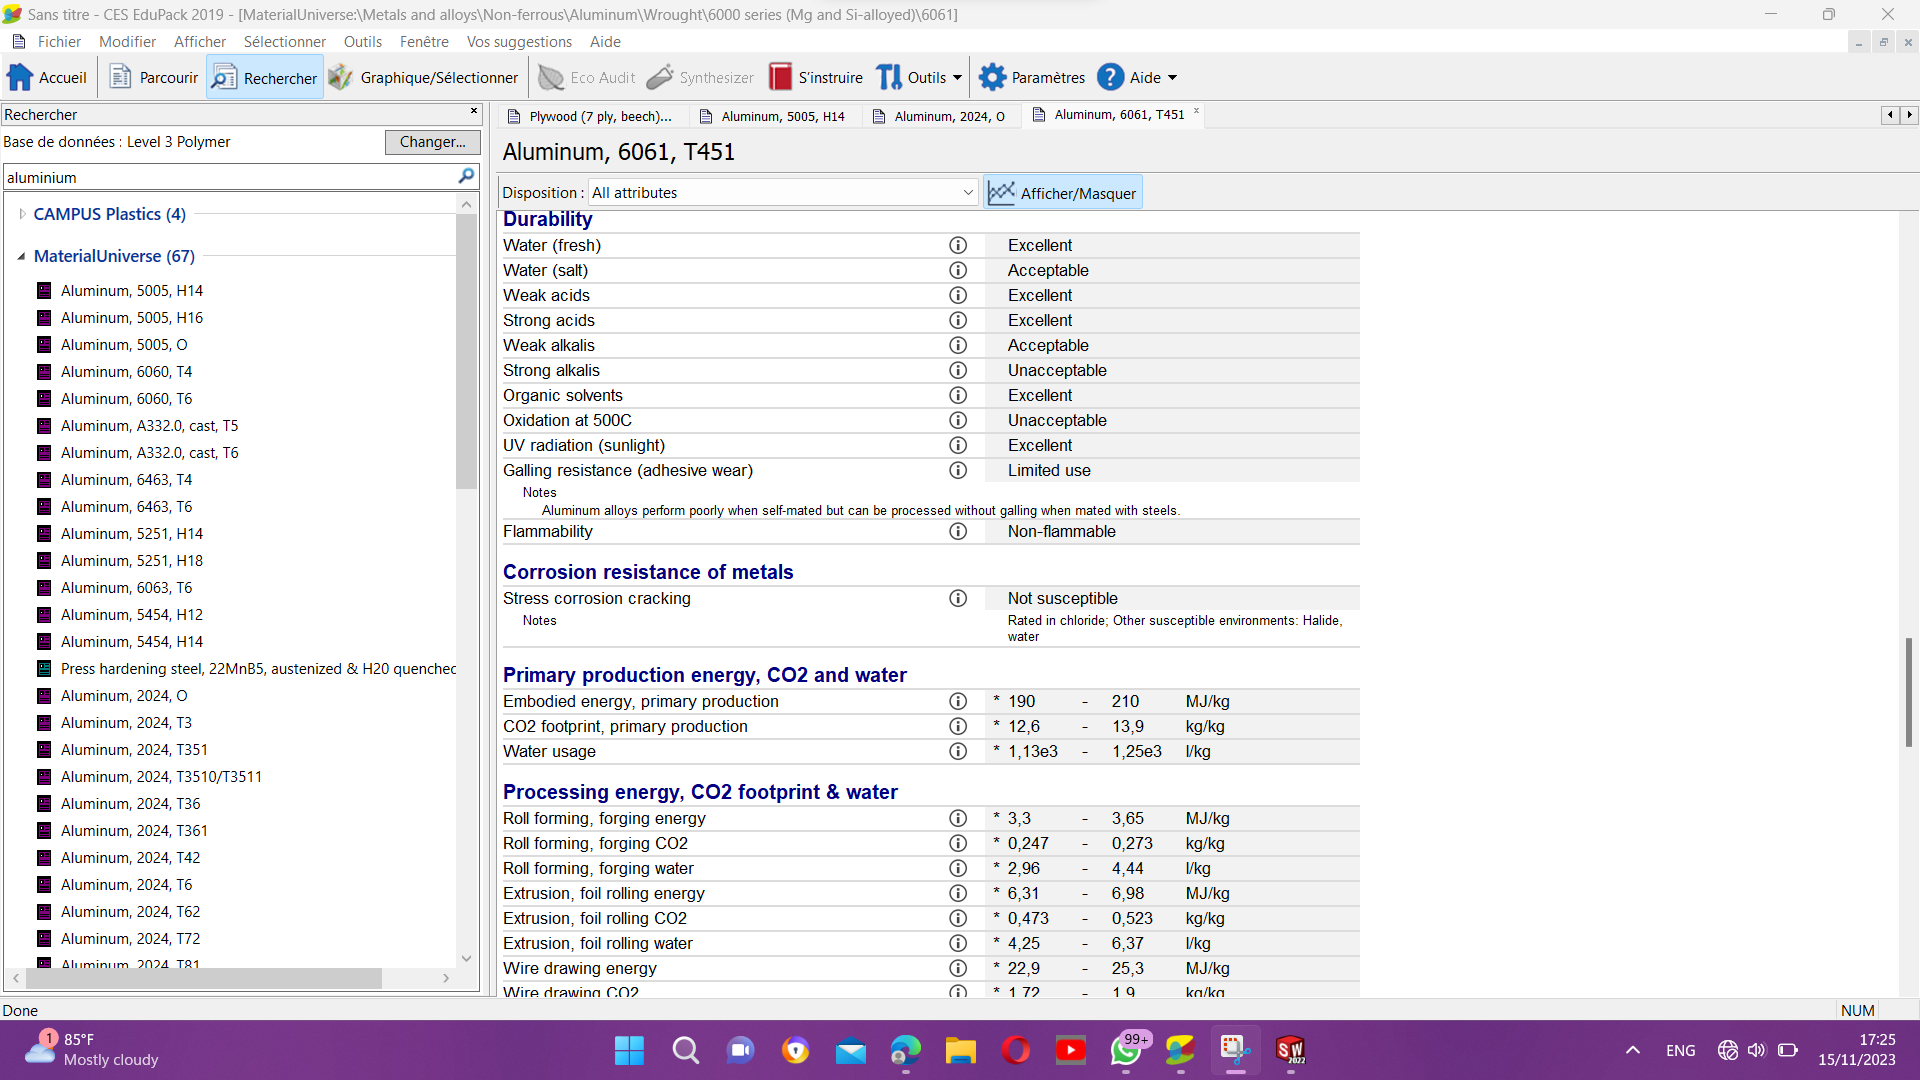 Sans titre - CES EduPack 2019 - [MaterialUniverse:\Metals and alloys\Non-ferrous\Aluminum\Wrought\6000 series (Mg and Si-alloyed)\6061]
Fichier Modifier Afficher Sélectionner Outils Fenêtre Vos suggestions Aide
Accueil Parcourir Rechercher Graphique/Sélectionner Eco Audit Synthesizer S'instruire Outils Paramètres Aide
Rechercher
Base de données : Level 3 Polymer Changer...
aluminium
CAMPUS Plastics (4)
MaterialUniverse (67)
Aluminum, 5005, H14
Aluminum, 5005, H16
Aluminum, 5005, O
Aluminum, 6060, T4
Aluminum, 6060, T6
Aluminum, A332.0, cast, T5
Aluminum, A332.0, cast, T6
Aluminum, 6463, T4
Aluminum, 6463, T6
Aluminum, 5251, H14
Aluminum, 5251, H18
Aluminum, 6063, T6
Aluminum, 5454, H12
Aluminum, 5454, H14
Press hardening steel, 22MnB5, austenized & H20 quenched
Aluminum, 2024, O
Aluminum, 2024, T3
Aluminum, 2024, T351
Aluminum, 2024, T3510/T3511
Aluminum, 2024, T36
Aluminum, 2024, T361
Aluminum, 2024, T42
Aluminum, 2024, T6
Aluminum, 2024, T62
Aluminum, 2024, T72
Aluminum, 2024, T81
Plywood (7 ply, beech)... Aluminum, 5005, H14 Aluminum, 2024, O Aluminum, 6061, T451
Aluminum, 6061, T451
Disposition : All attributes Afficher/Masquer
Durability
Water (fresh) Excellent
Water (salt) Acceptable
Weak acids Excellent
Strong acids Excellent
Weak alkalis Acceptable
Strong alkalis Unacceptable
Organic solvents Excellent
Oxidation at 500C Unacceptable
UV radiation (sunlight) Excellent
Galling resistance (adhesive wear) Limited use
Notes
Aluminum alloys perform poorly when self-mated but can be processed without galling when mated with steels.
Flammability Non-flammable
Corrosion resistance of metals
Stress corrosion cracking Not susceptible
Notes Rated in chloride; Other susceptible environments: Halide,
water
Primary production energy, CO2 and water
Embodied energy, primary production * 190 - 210 MJ/kg
CO2 footprint, primary production * 12,6 - 13,9 kg/kg
Water usage * 1,13e3 - 1,25e3 l/kg
Processing energy, CO2 footprint & water
Roll forming, forging energy * 3,3 - 3,65 MJ/kg
Roll forming, forging CO2 * 0,247 - 0,273 kg/kg
Roll forming, forging water * 2,96 - 4,44 l/kg
Extrusion, foil rolling energy * 6,31 - 6,98 MJ/kg
Extrusion, foil rolling CO2 * 0,473 - 0,523 kg/kg
Extrusion, foil rolling water * 4,25 - 6,37 l/kg
Wire drawing energy * 22,9 - 25,3 MJ/kg
Wire drawing CO2 * 1,72 - 1,9 kg/kg
Done NUM
1
85°F
Mostly cloudy
99+
SW
2022
ENG
17:25
15/11/2023